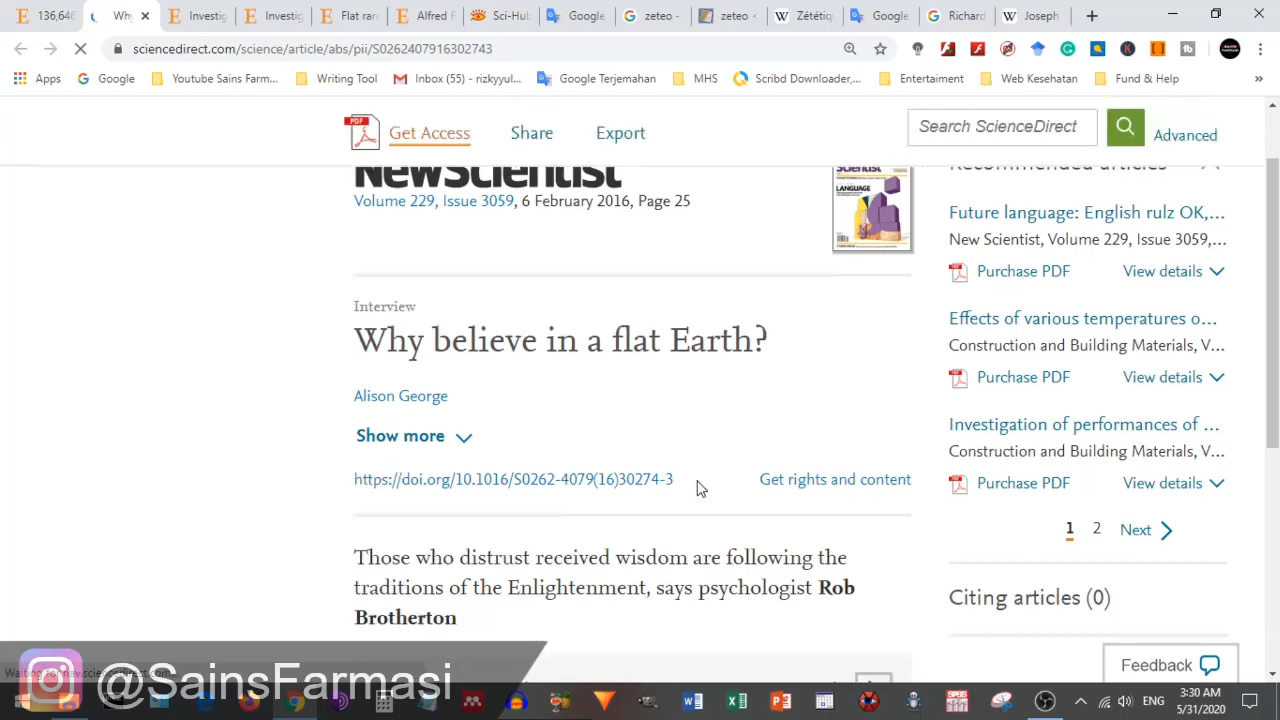 136,646
Why
Investig
Investig
Flat rare
Alfred F
Sci-Hub
Google
zeteo -
zeteo -
Zététiq
Google
Richard
Joseph
sciencedirect.com/science/article/abs/pii/S0262407916302743
Apps
Google
Youtube Sains Farm...
Writing Tool
Inbox (55) - rizkyyul...
Google Terjemahan
MHS
Scribd Downloader,...
Entertaiment
Web Kesehatan
Fund & Help
»
PDF
Get Access
Share
Export
Search ScienceDirect
Advanced
NewScientist
Volume 229, Issue 3059, 6 February 2016, Page 25
Scientist
LANGUAGE
Interview
Why believe in a flat Earth?
Alison George
Show more
https://doi.org/10.1016/S0262-4079(16)30274-3
Get rights and content
Those who distrust received wisdom are following the
traditions of the Enlightenment, says psychologist Rob
Brotherton
Recommended articles
Future language: English rulz OK,...
New Scientist, Volume 229, Issue 3059,...
Purchase PDF
View details
Effects of various temperatures o...
Construction and Building Materials, V...
Purchase PDF
View details
Investigation of performances of ...
Construction and Building Materials, V...
Purchase PDF
View details
1 2 Next
Citing articles (0)
Feedback
@SainsFarmasi
ENG
3:30 AM
5/31/2020